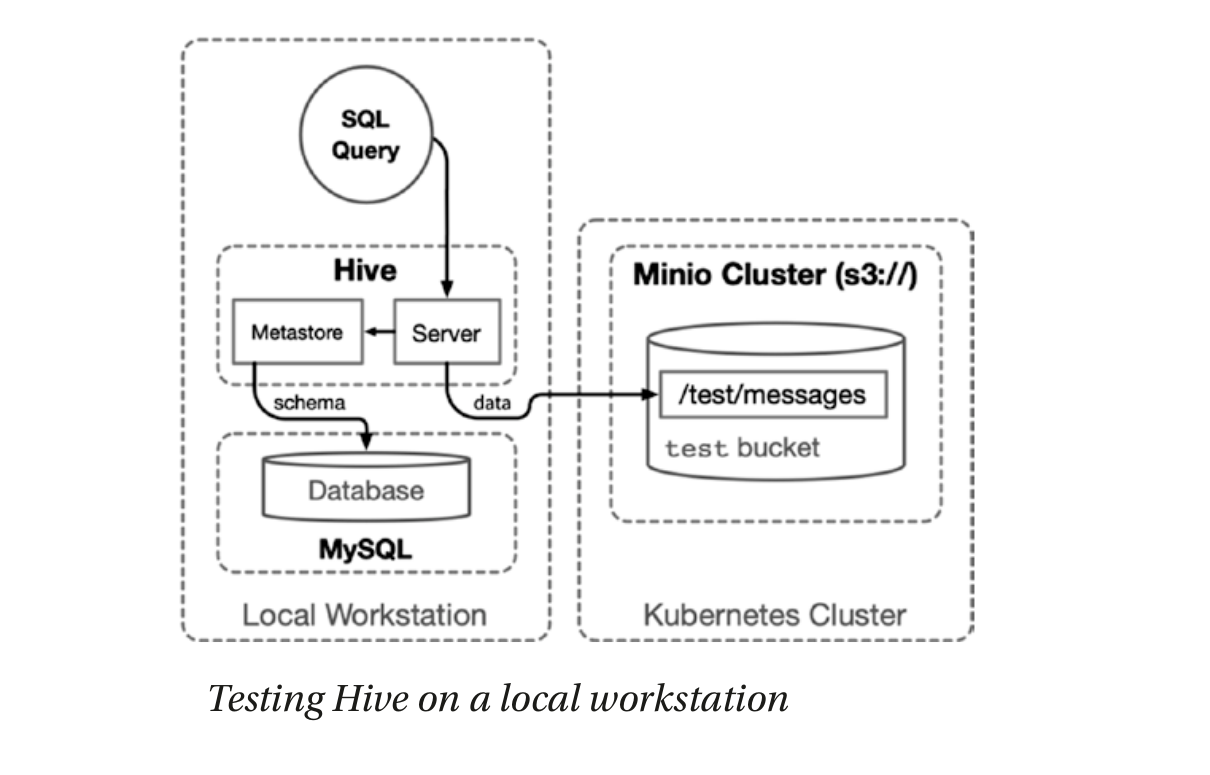 SQL
Query
Hive
Metastore
Server
schema
data
Database
MySQL
Local Workstation
Minio Cluster (s3://)
/test/messages
test bucket
Kubernetes Cluster
Testing Hive on a local workstation